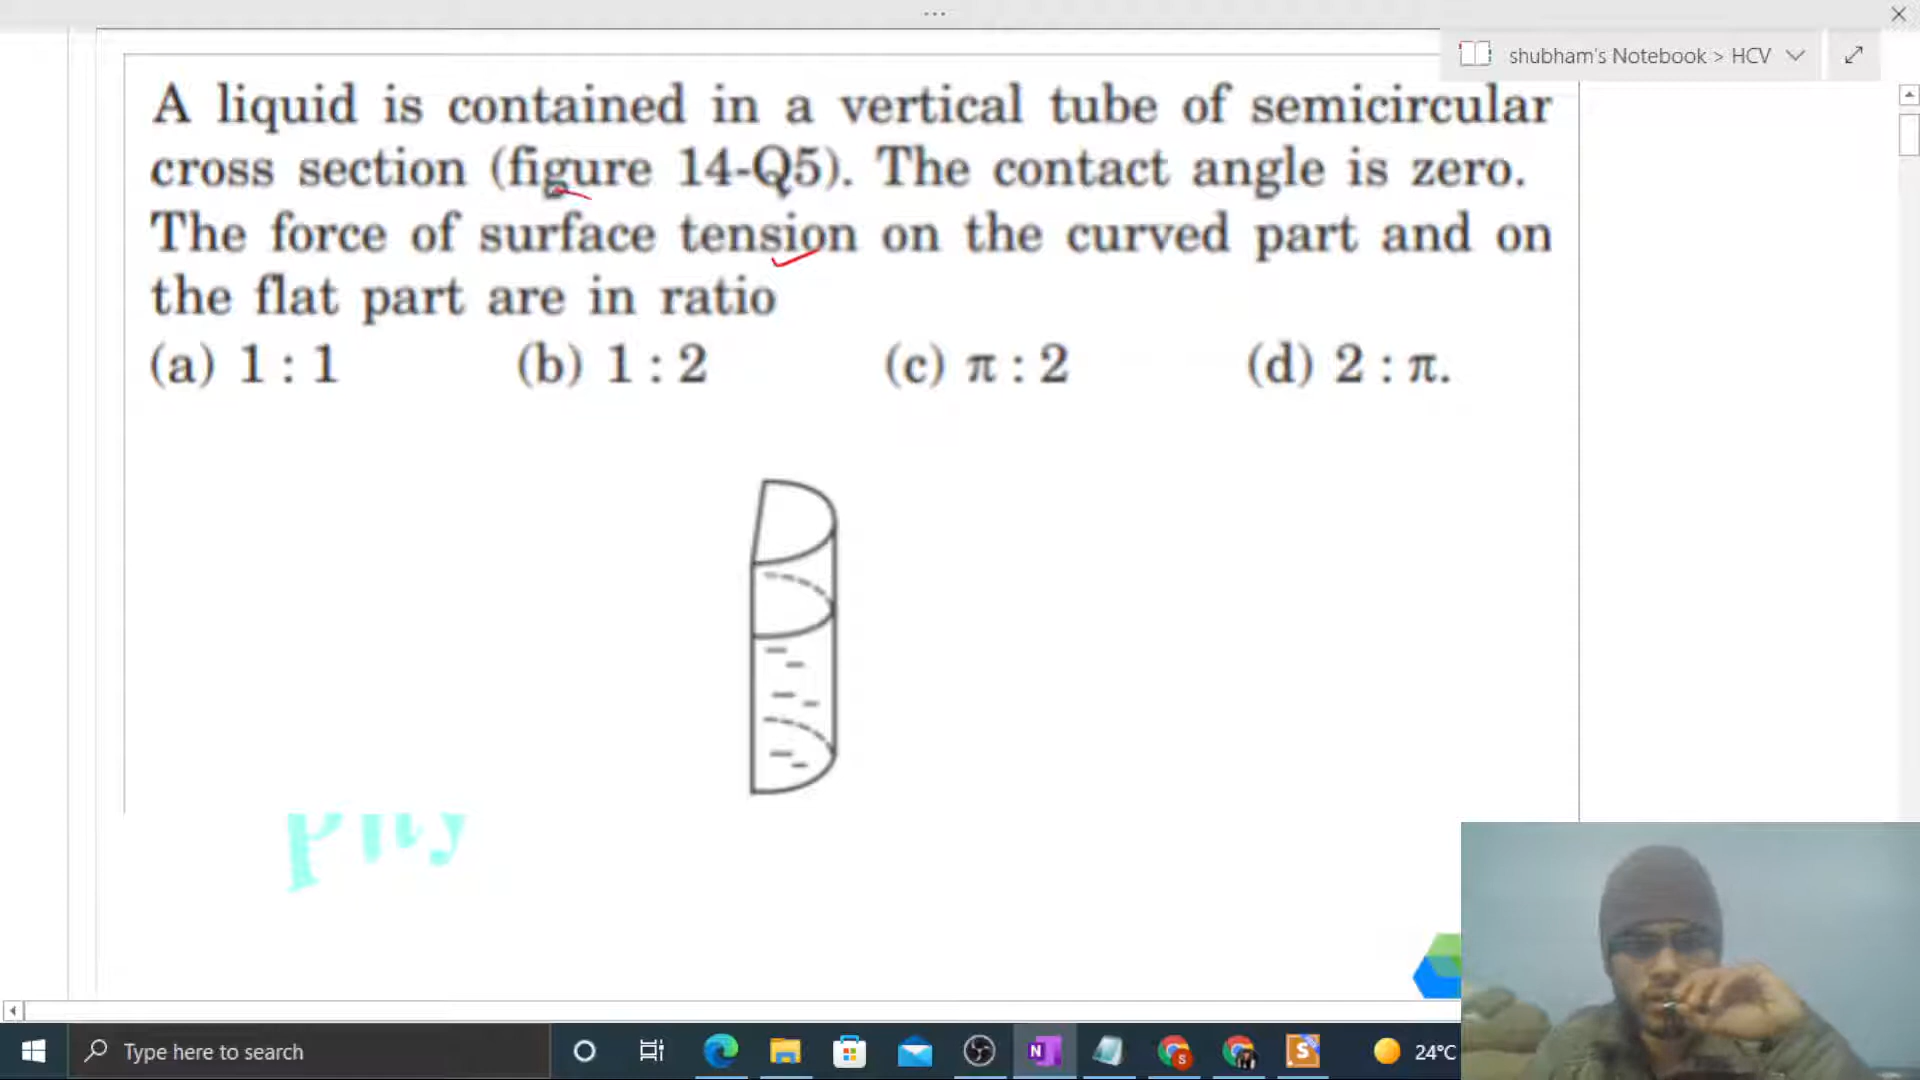 shubham's Notebook > HCV
A liquid is contained in a vertical tube of semicircular
cross section (figure 14-Q5). The contact angle is zero.
The force of surface tension on the curved part and on
the flat part are in ratio
(a) 1 : 1 (b) 1 : 2 (c) π : 2 (d) 2 : π.
phy
Type here to search
24°C